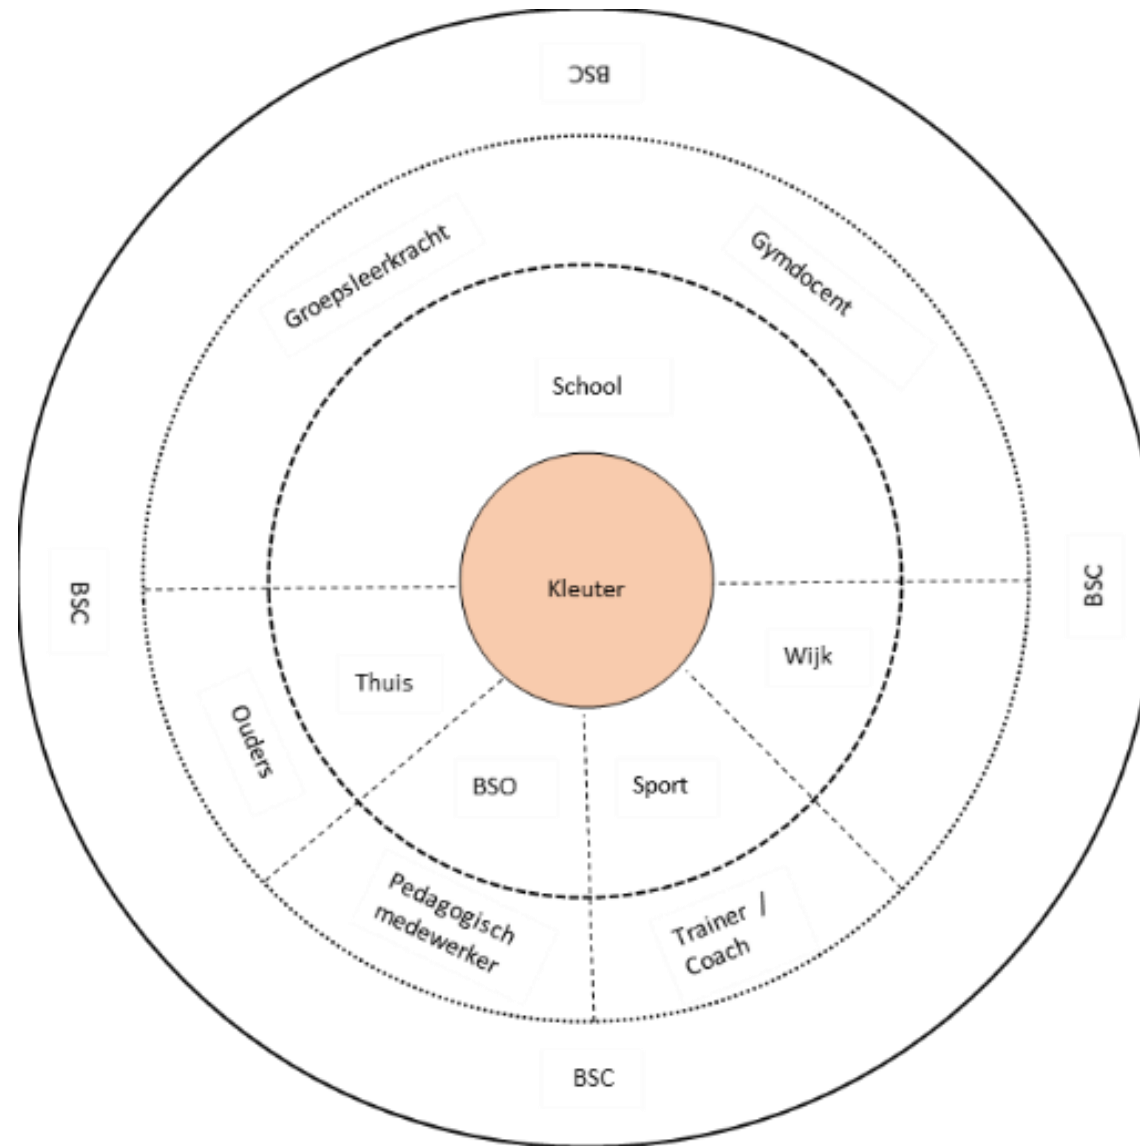 BSC
Groepsleerkracht
Gymdocent
School
BSC
Kleuter
BSC
Thuis
Wijk
Ouders
BSO
Sport
Pedagogisch
medewerker
Trainer /
Coach
BSC